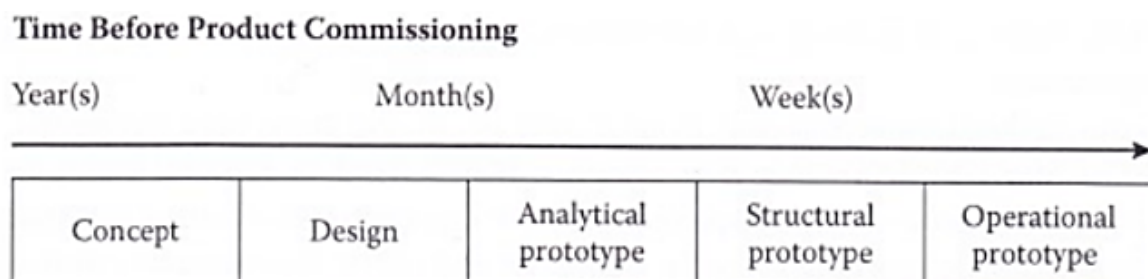 Time Before Product Commissioning
Year(s) Month(s) Week(s)
Concept Design Analytical prototype Structural prototype Operational prototype